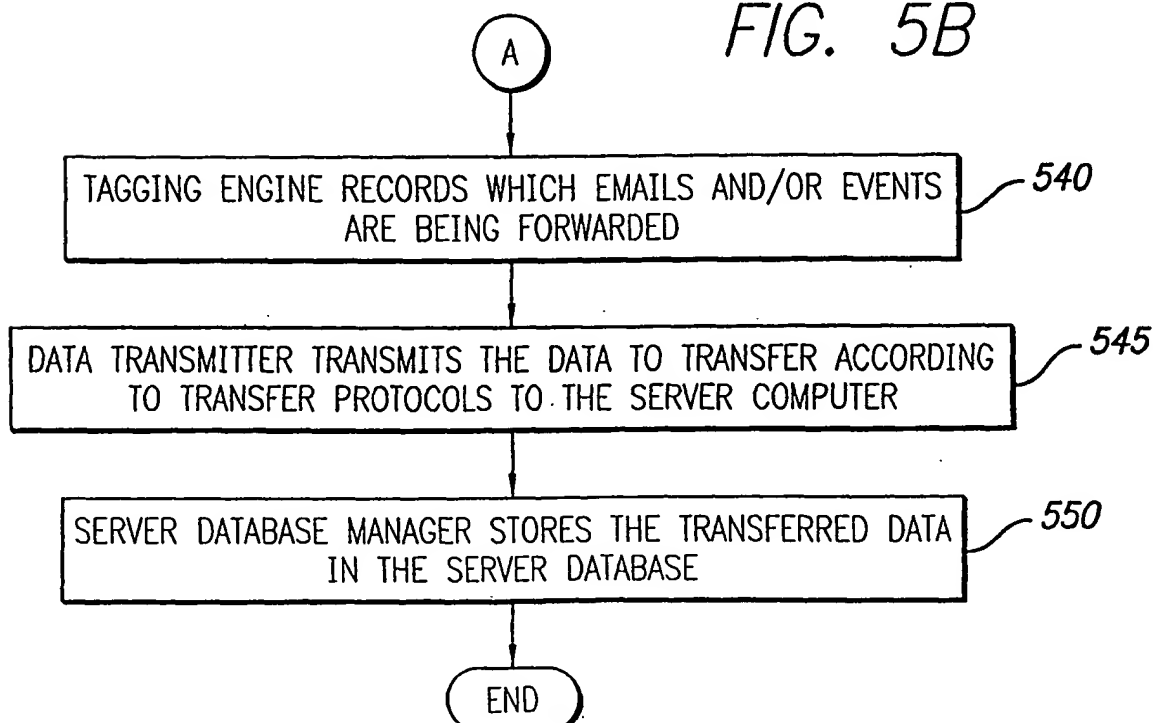 FIG. 5B
A
TAGGING ENGINE RECORDS WHICH EMAILS AND/OR EVENTS
ARE BEING FORWARDED
540
DATA TRANSMITTER TRANSMITS THE DATA TO TRANSFER ACCORDING
TO TRANSFER PROTOCOLS TO THE SERVER COMPUTER
545
SERVER DATABASE MANAGER STORES THE TRANSFERRED DATA
IN THE SERVER DATABASE
550
END